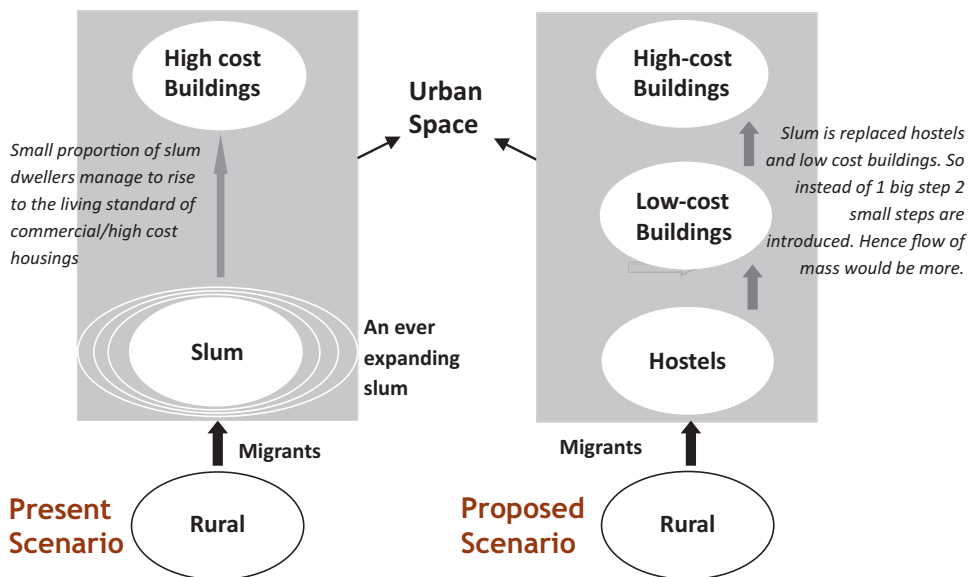 High cost
Buildings
Small proportion of slum
dwellers manage to rise
to the living standard of
commercial/high cost
housings
Slum
An ever
expanding
slum
Migrants
Rural
Present
Scenario
Urban
Space
High-cost
Buildings
Slum is replaced hostels
and low cost buildings. So
instead of 1 big step 2
small steps are
introduced. Hence flow of
mass would be more.
Low-cost
Buildings
Hostels
Migrants
Rural
Proposed
Scenario